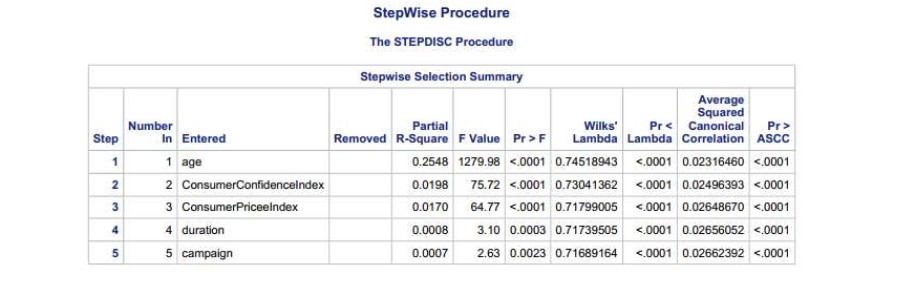 StepWise Procedure
The STEPDISC Procedure
Stepwise Selection Summary
Step Number In Entered Removed Partial R-Square F Value Pr > F Wilks' Lambda Pr < Lambda Average Squared Canonical Correlation Pr > ASCC
1 1 age 0.2548 1279.98 <.0001 0.74518943 <.0001 0.02316460 <.0001
2 2 ConsumerConfidenceIndex 0.0198 75.72 <.0001 0.73041362 <.0001 0.02496393 <.0001
3 3 ConsumerPriceeIndex 0.0170 64.77 <.0001 0.71799005 <.0001 0.02648670 <.0001
4 4 duration 0.0008 3.10 0.0003 0.71739505 <.0001 0.02656052 <.0001
5 5 campaign 0.0007 2.63 0.0023 0.71689164 <.0001 0.02662392 <.0001